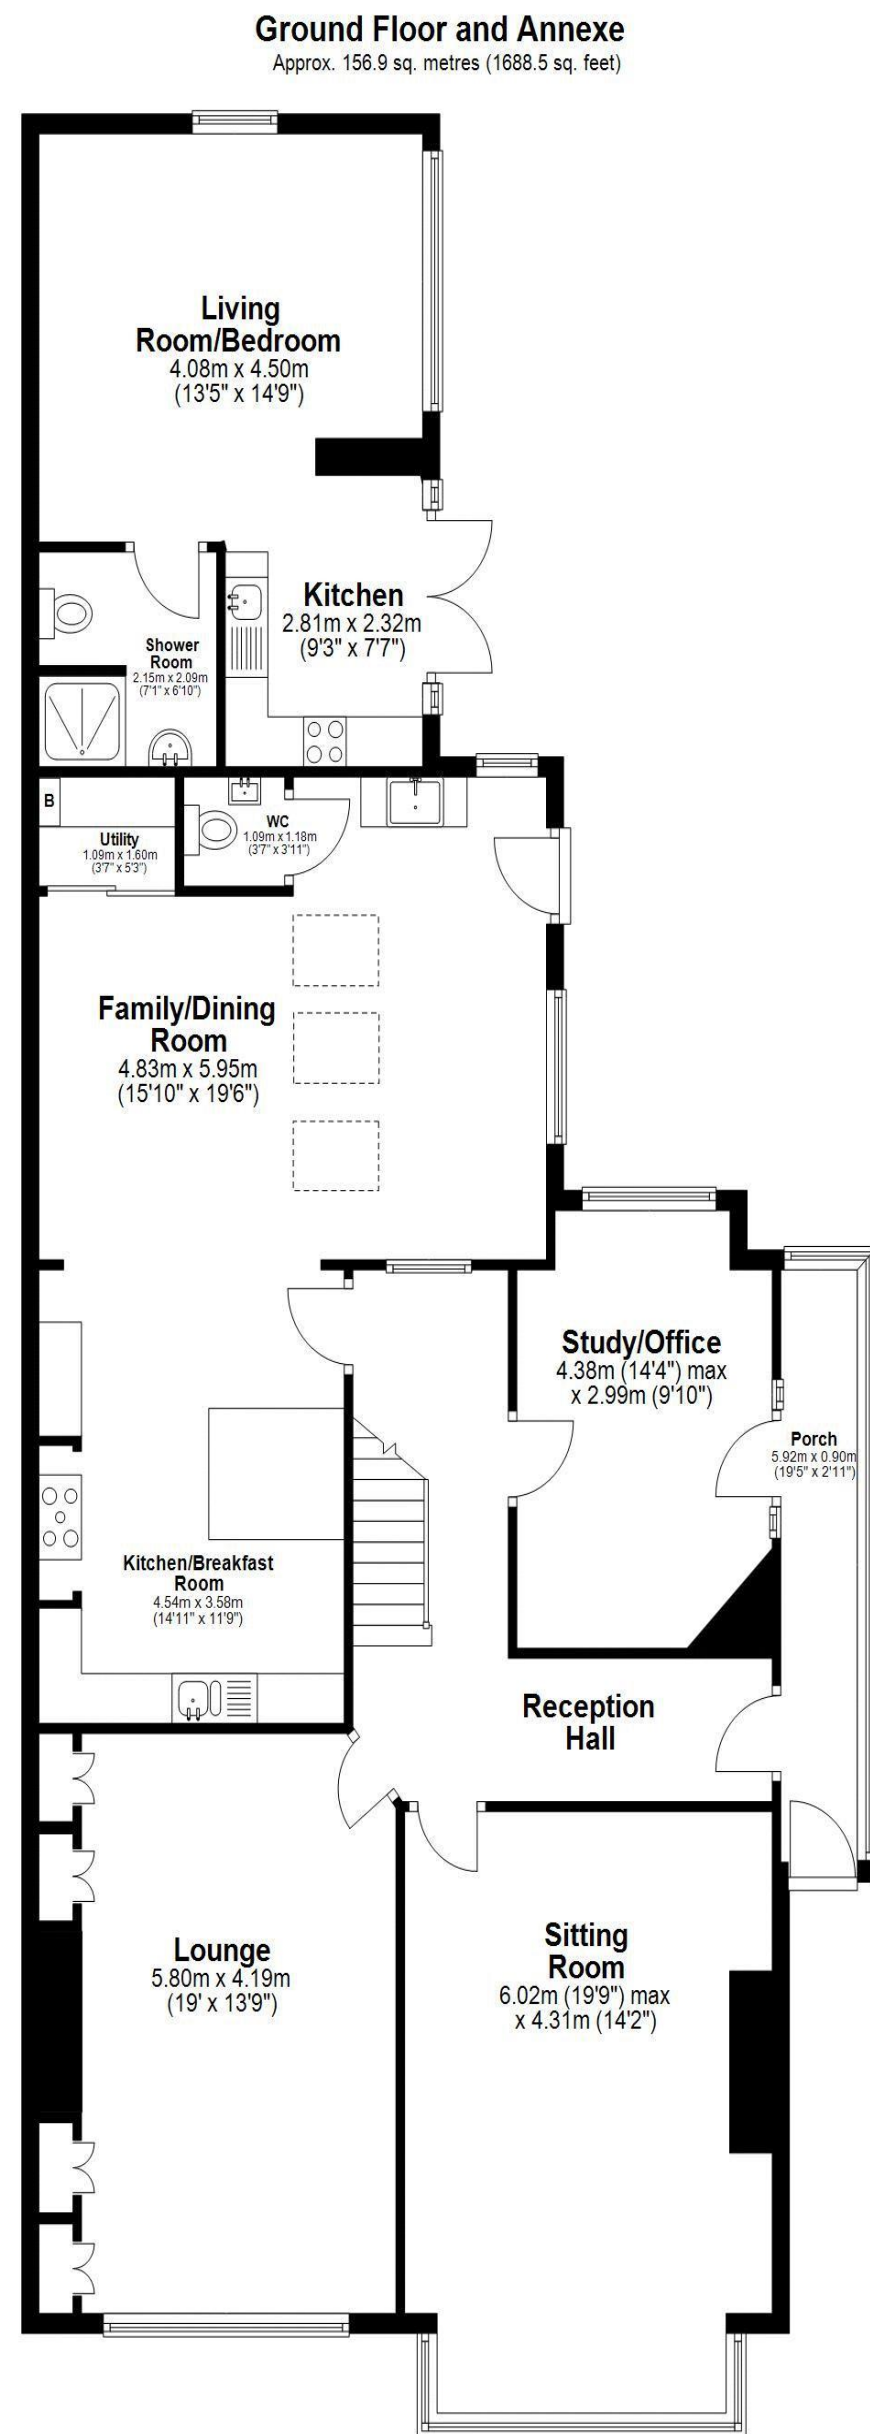 Ground Floor and Annexe
Approx. 156.9 sq. metres (1688.5 sq. feet)
Living
Room/Bedroom
4.08m x 4.50m
(13'5" x 14'9")
Kitchen
2.81m x 2.32m
(9'3" x 7'7")
Shower
Room
2.15m x 2.09m
(7'1" x 6'10")
B
Utility
1.09m x 1.60m
(3'7" x 5'3")
WC
1.09m x 1.18m
(3'7" x 3'11")
Family/Dining
Room
4.83m x 5.95m
(15'10" x 19'6")
Study/Office
4.38m (14'4") max
x 2.99m (9'10")
Porch
5.92m x 0.90m
(19'5" x 2'11")
Kitchen/Breakfast
Room
4.54m x 3.58m
(14'11" x 11'9")
Reception
Hall
Lounge
5.80m x 4.19m
(19' x 13'9")
Sitting
Room
6.02m (19'9") max
x 4.31m (14'2")